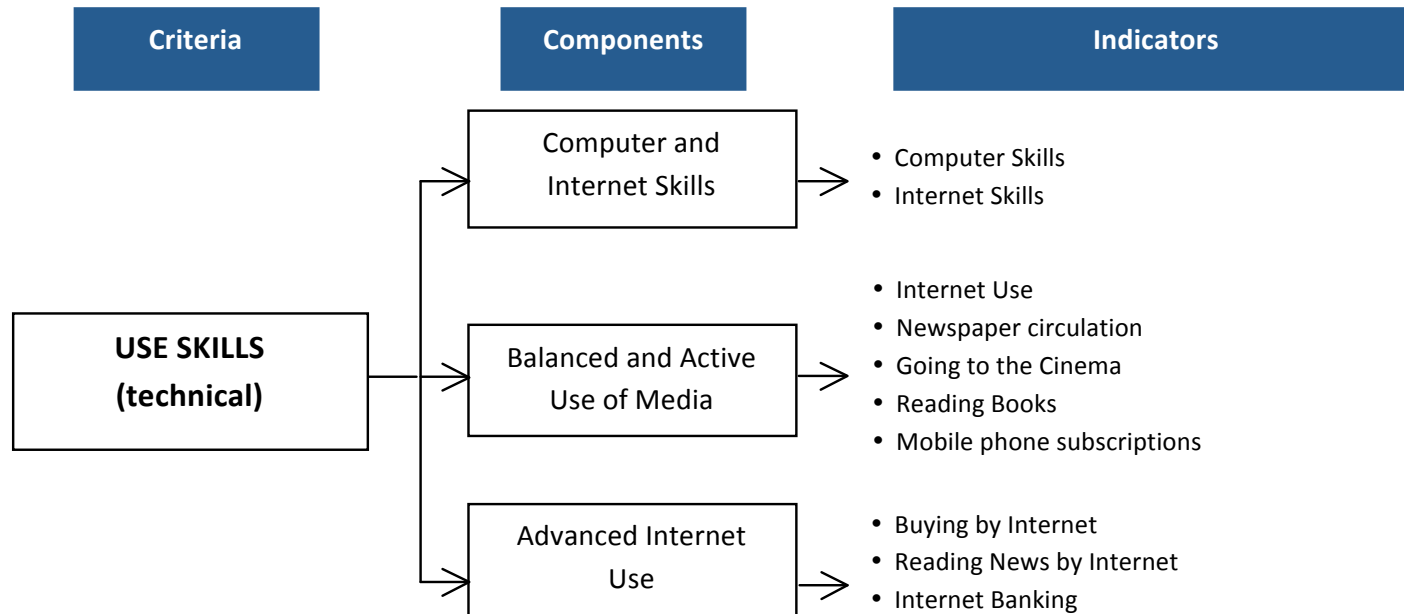 Criteria
Components
Indicators
USE SKILLS
(technical)
Computer and
Internet Skills
• Computer Skills
• Internet Skills
Balanced and Active
Use of Media
• Internet Use
• Newspaper circulation
• Going to the Cinema
• Reading Books
• Mobile phone subscriptions
Advanced Internet
Use
• Buying by Internet
• Reading News by Internet
• Internet Banking